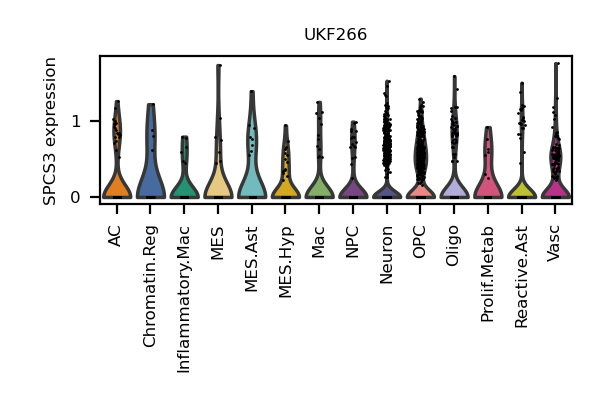 UKF266
SPCS3 expression
1
0
AC
Chromatin.Reg
Inflammatory.Mac
MES
MES.Ast
MES.Hyp
Mac
NPC
Neuron
OPC
Oligo
Prolif.Metab
Reactive.Ast
Vasc